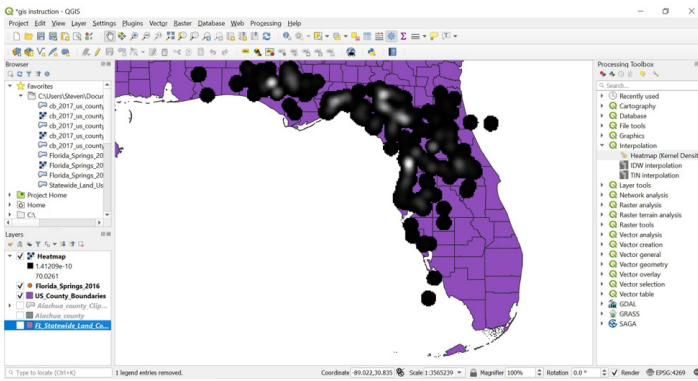 *gis instruction - QGIS
Project Edit View Layer Settings Plugins Vector Raster Database Web Processing Help
Browser
Favorites
C:\Users\Steven\Docur
cb_2017_us_county
cb_2017_us_county
cb_2017_us_county
cb_2017_us_county
Florida_Springs_20
Florida_Springs_20
Florida_Springs_20
Statewide_Land_Us
Project Home
Home
C:\
Layers
Heatmap
1.41209e-10
70.0261
Florida_Springs_2016
US_County_Boundaries
Alachua_county_Clip...
Alachua_county
FL_Statewide_Land_Co...
Processing Toolbox
Search...
Recently used
Cartography
Database
File tools
Graphics
Interpolation
Heatmap (Kernel Densit
IDW interpolation
TIN interpolation
Layer tools
Network analysis
Raster analysis
Raster terrain analysis
Raster tools
Vector analysis
Vector creation
Vector general
Vector geometry
Vector overlay
Vector selection
Vector table
GDAL
GRASS
SAGA
Type to locate (Ctrl+K) 1 legend entries removed. Coordinate -89.022,30.835 Scale 1:3565239 Magnifier 100% Rotation 0.0 ° Render EPSG:4269